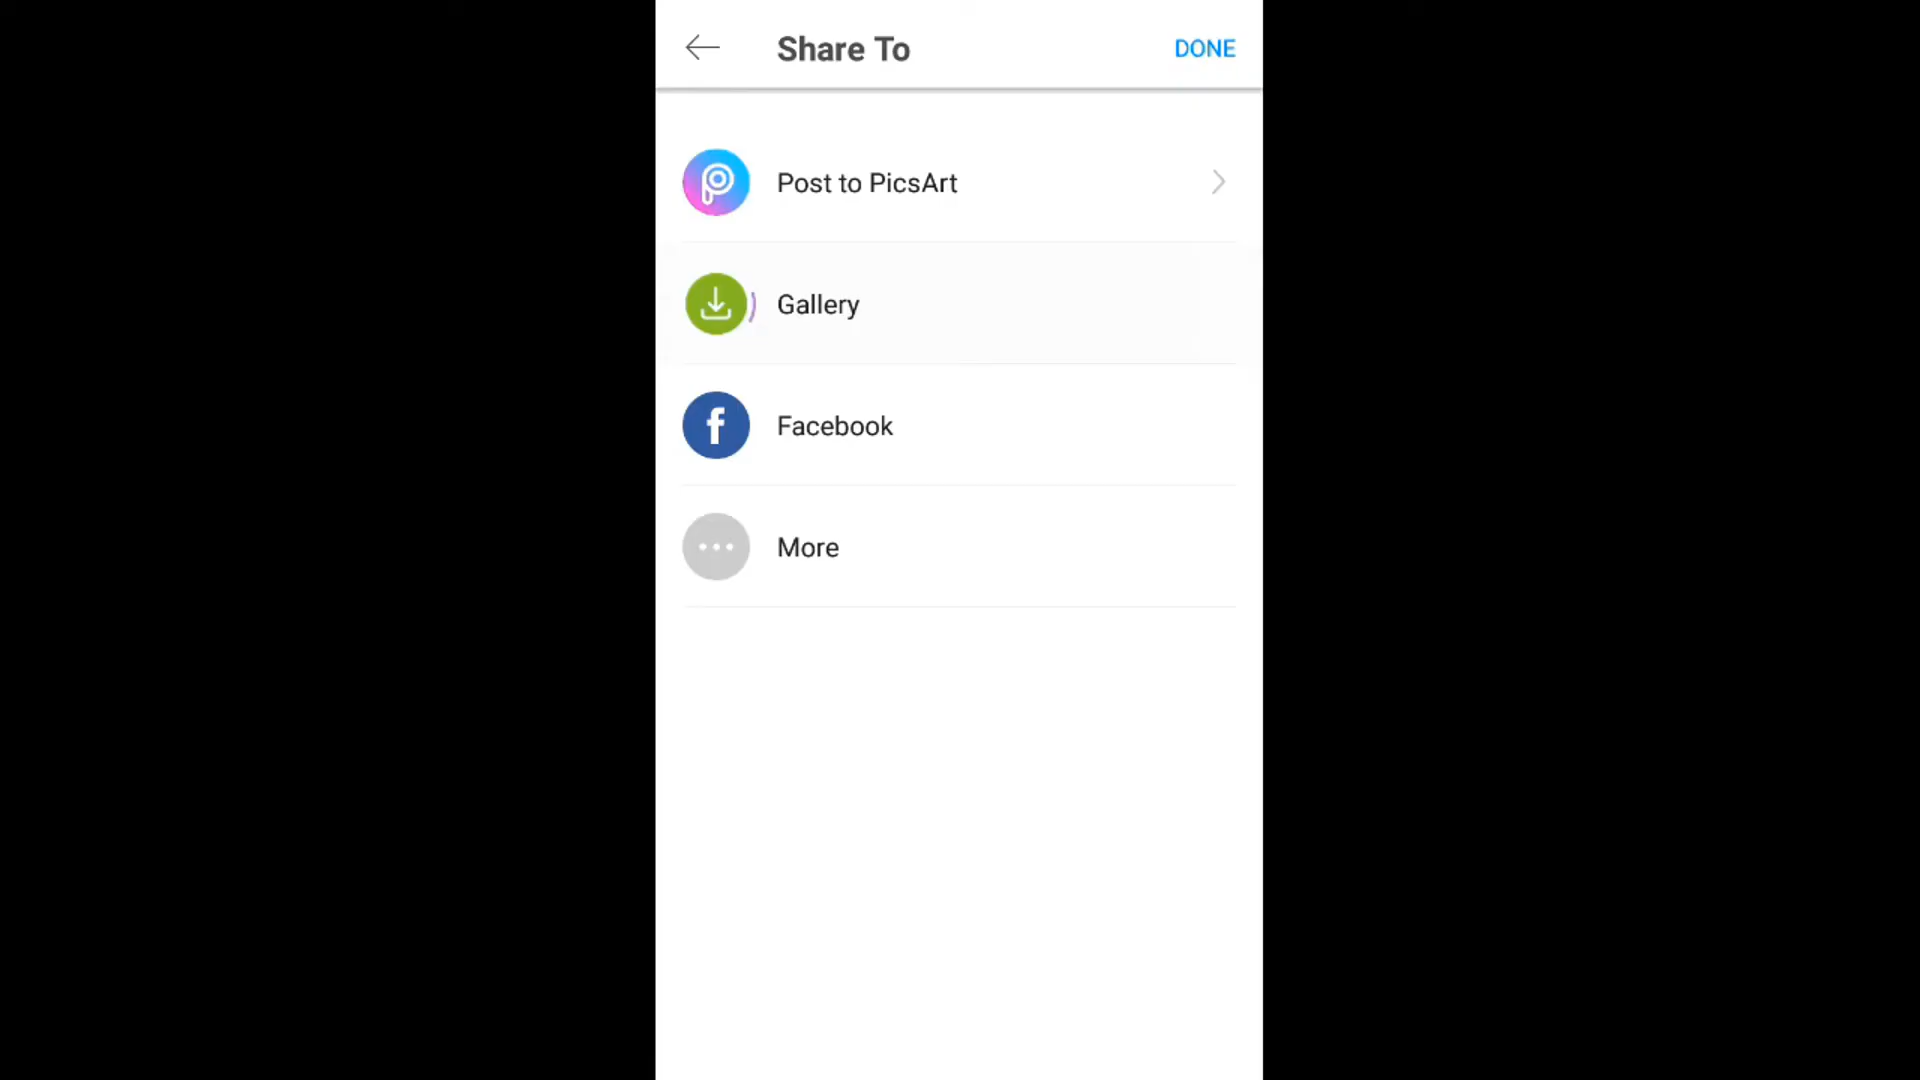 Share To
DONE
Post to PicsArt
Gallery
Facebook
More